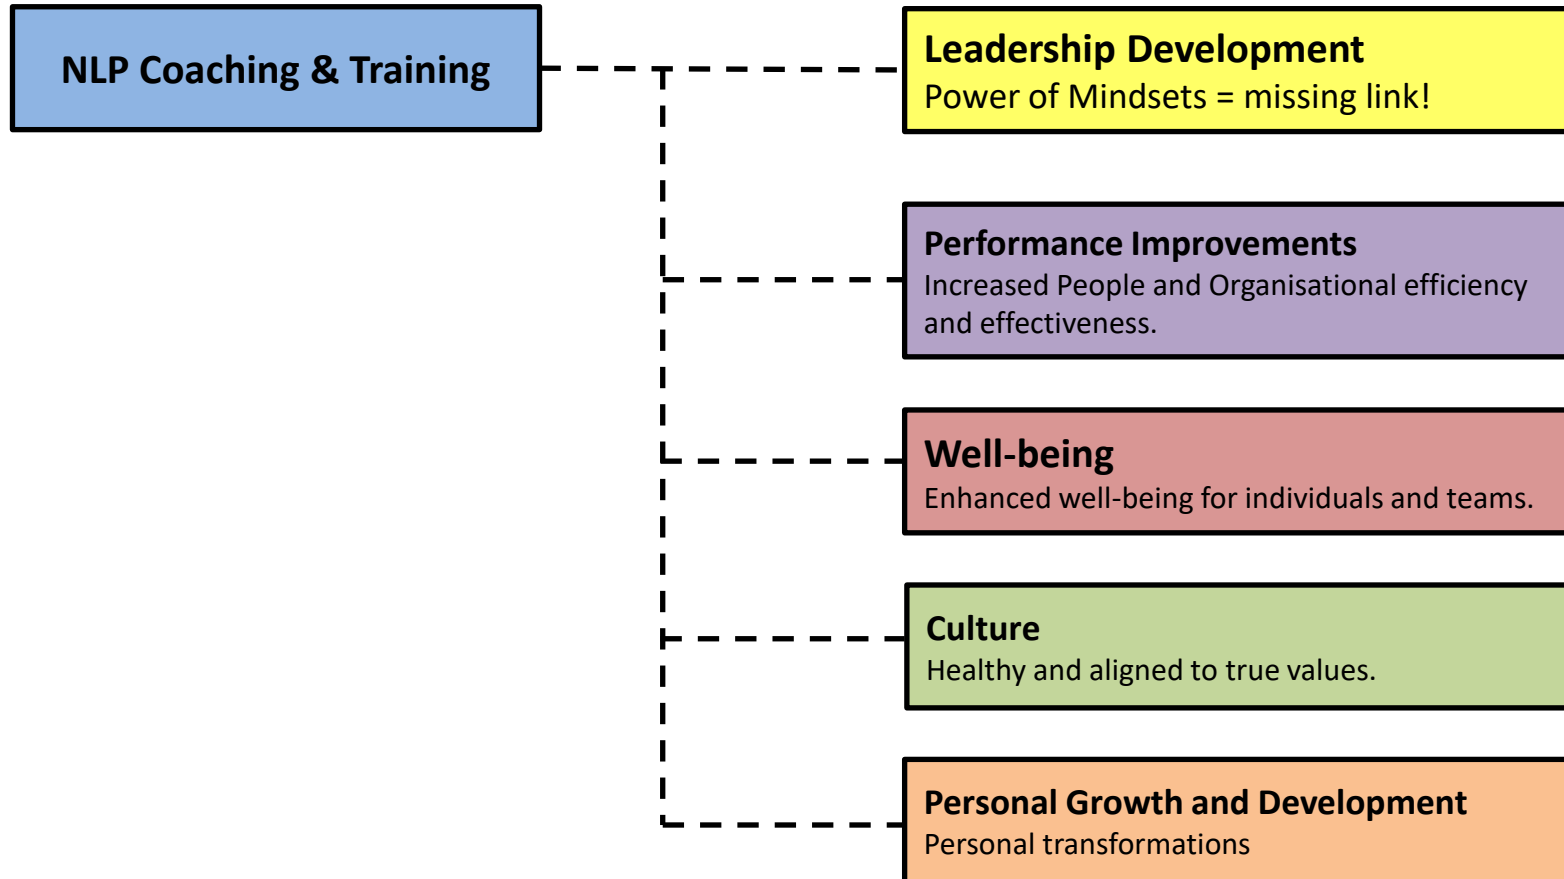 NLP Coaching & Training
Leadership Development
Power of Mindsets = missing link!
Performance Improvements
Increased People and Organisational efficiency
and effectiveness.
Well-being
Enhanced well-being for individuals and teams.
Culture
Healthy and aligned to true values.
Personal Growth and Development
Personal transformations